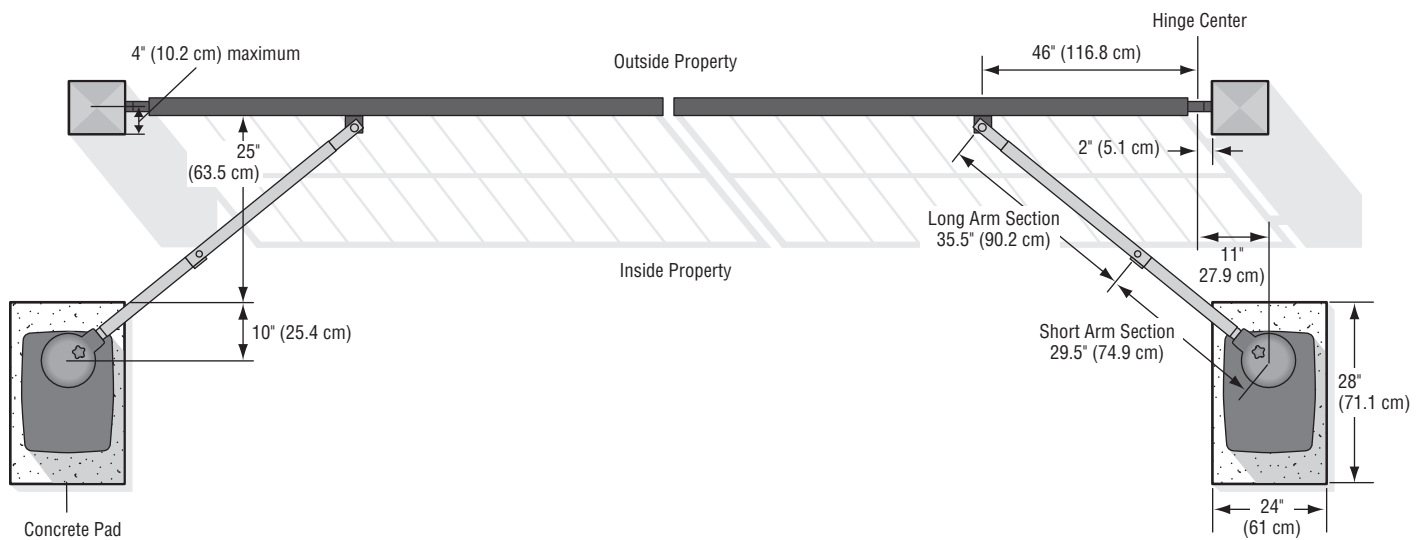 Hinge Center
4" (10.2 cm) maximum
Outside Property
46" (116.8 cm)
25"
(63.5 cm)
2" (5.1 cm)
Long Arm Section
35.5" (90.2 cm)
11"
27.9 cm)
Inside Property
10" (25.4 cm)
Short Arm Section
29.5" (74.9 cm)
28"
(71.1 cm)
24"
(61 cm)
Concrete Pad